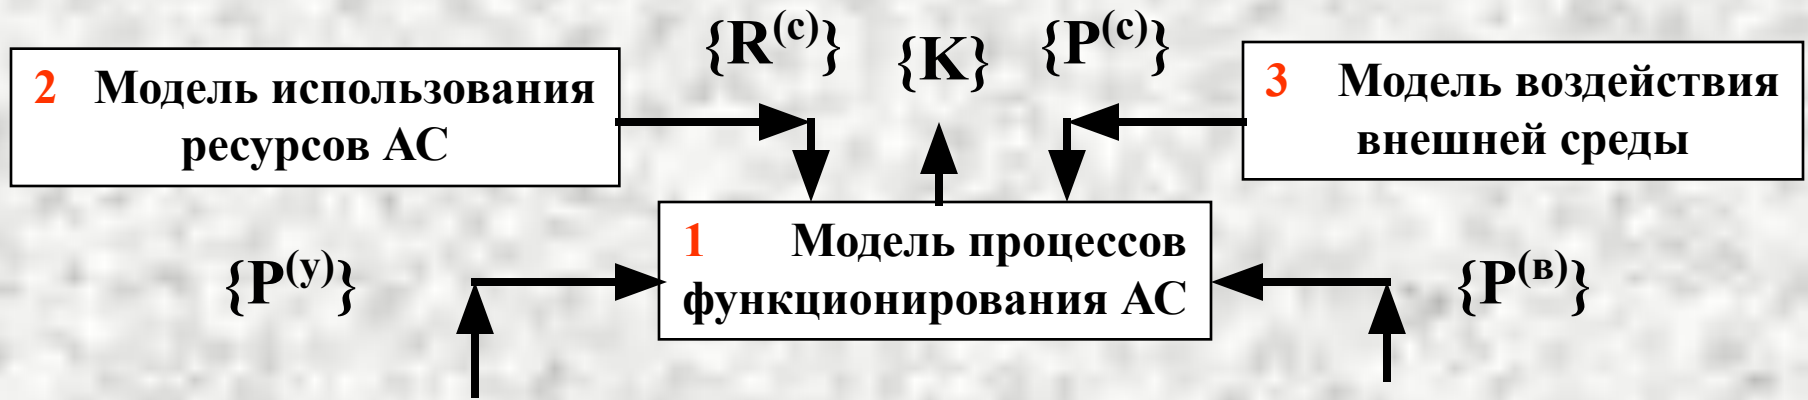 {R(с)} {K} {P(с)}
2 Модель использования
ресурсов АС
3 Модель воздействия
внешней среды
1 Модель процессов
функционирования АС
{P(у)}
{P(в)}